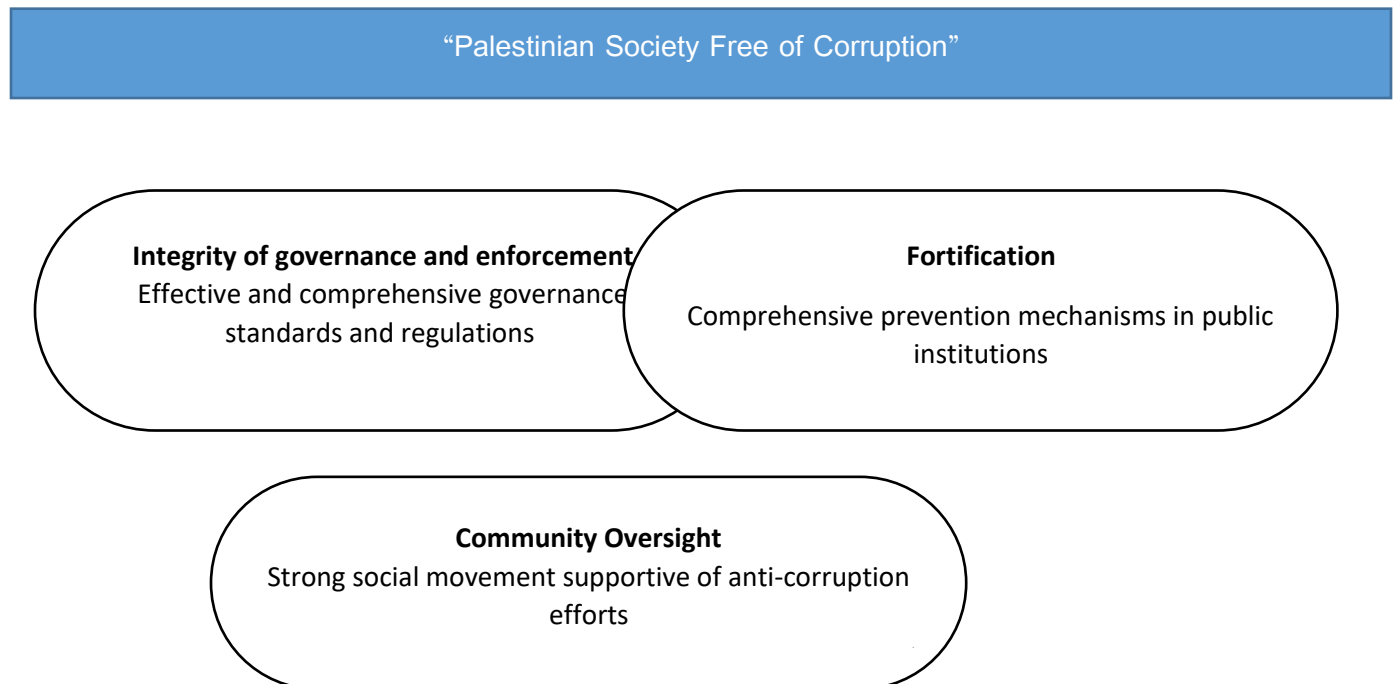 “Palestinian Society Free of Corruption”
Integrity of governance and enforcement
Effective and comprehensive governance
standards and regulations
Fortification
Comprehensive prevention mechanisms in public
institutions
Community Oversight
Strong social movement supportive of anti-corruption
efforts